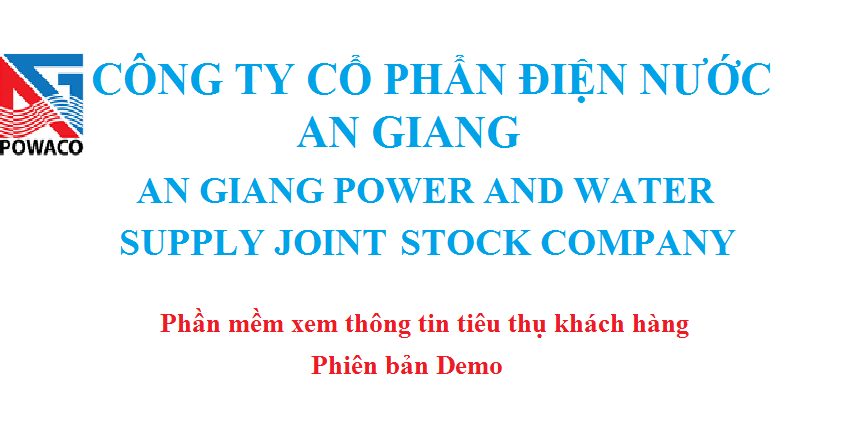 CÔNG TY CỔ PHẨN ĐIỆN NƯỚC
AN GIANG
POWACO
AN GIANG POWER AND WATER
SUPPLY JOINT STOCK COMPANY
Phần mềm xem thông tin tiêu thụ khách hàng
Phiên bản Demo